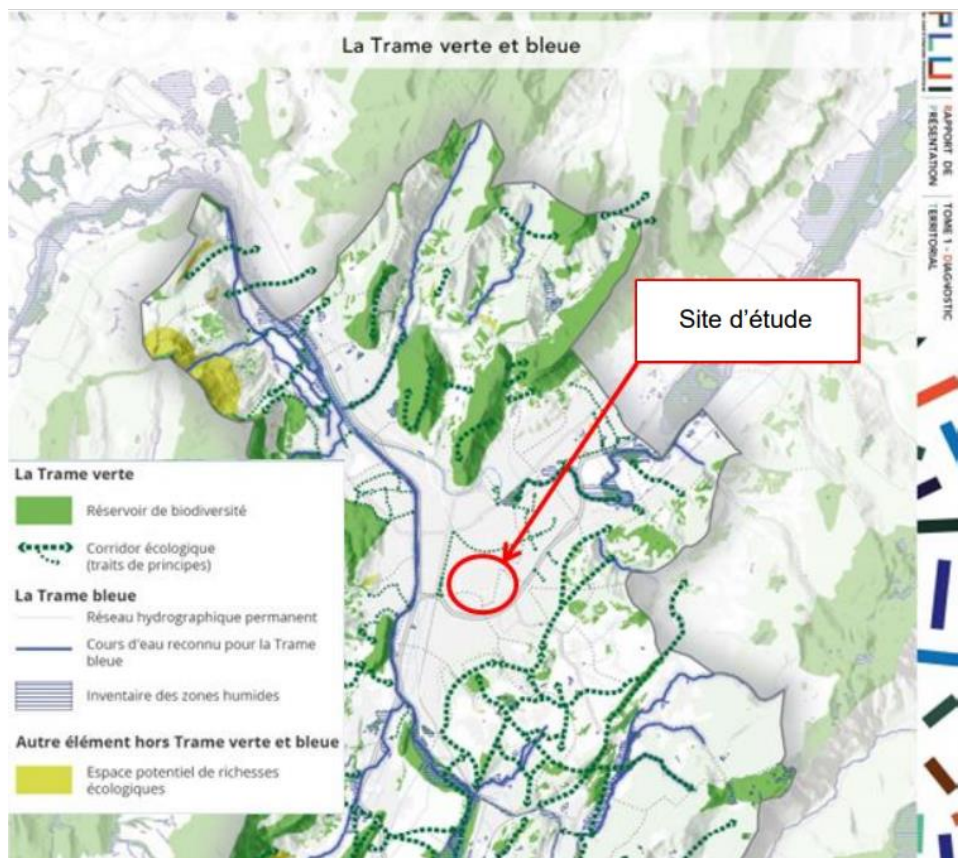 La Trame verte et bleue
PLUI
RAPPORT DE
PRÉSENTATION
TOME 1 - DIAGNOSTIC
TERRITORIAL
Site d'étude
La Trame verte
Réservoir de biodiversité
Corridor écologique
(traits de principes)
La Trame bleue
Réseau hydrographique permanent
Cours d'eau reconnu pour la Trame
bleue
Inventaire des zones humides
Autre élément hors Trame verte et bleue
Espace potentiel de richesses
écologiques